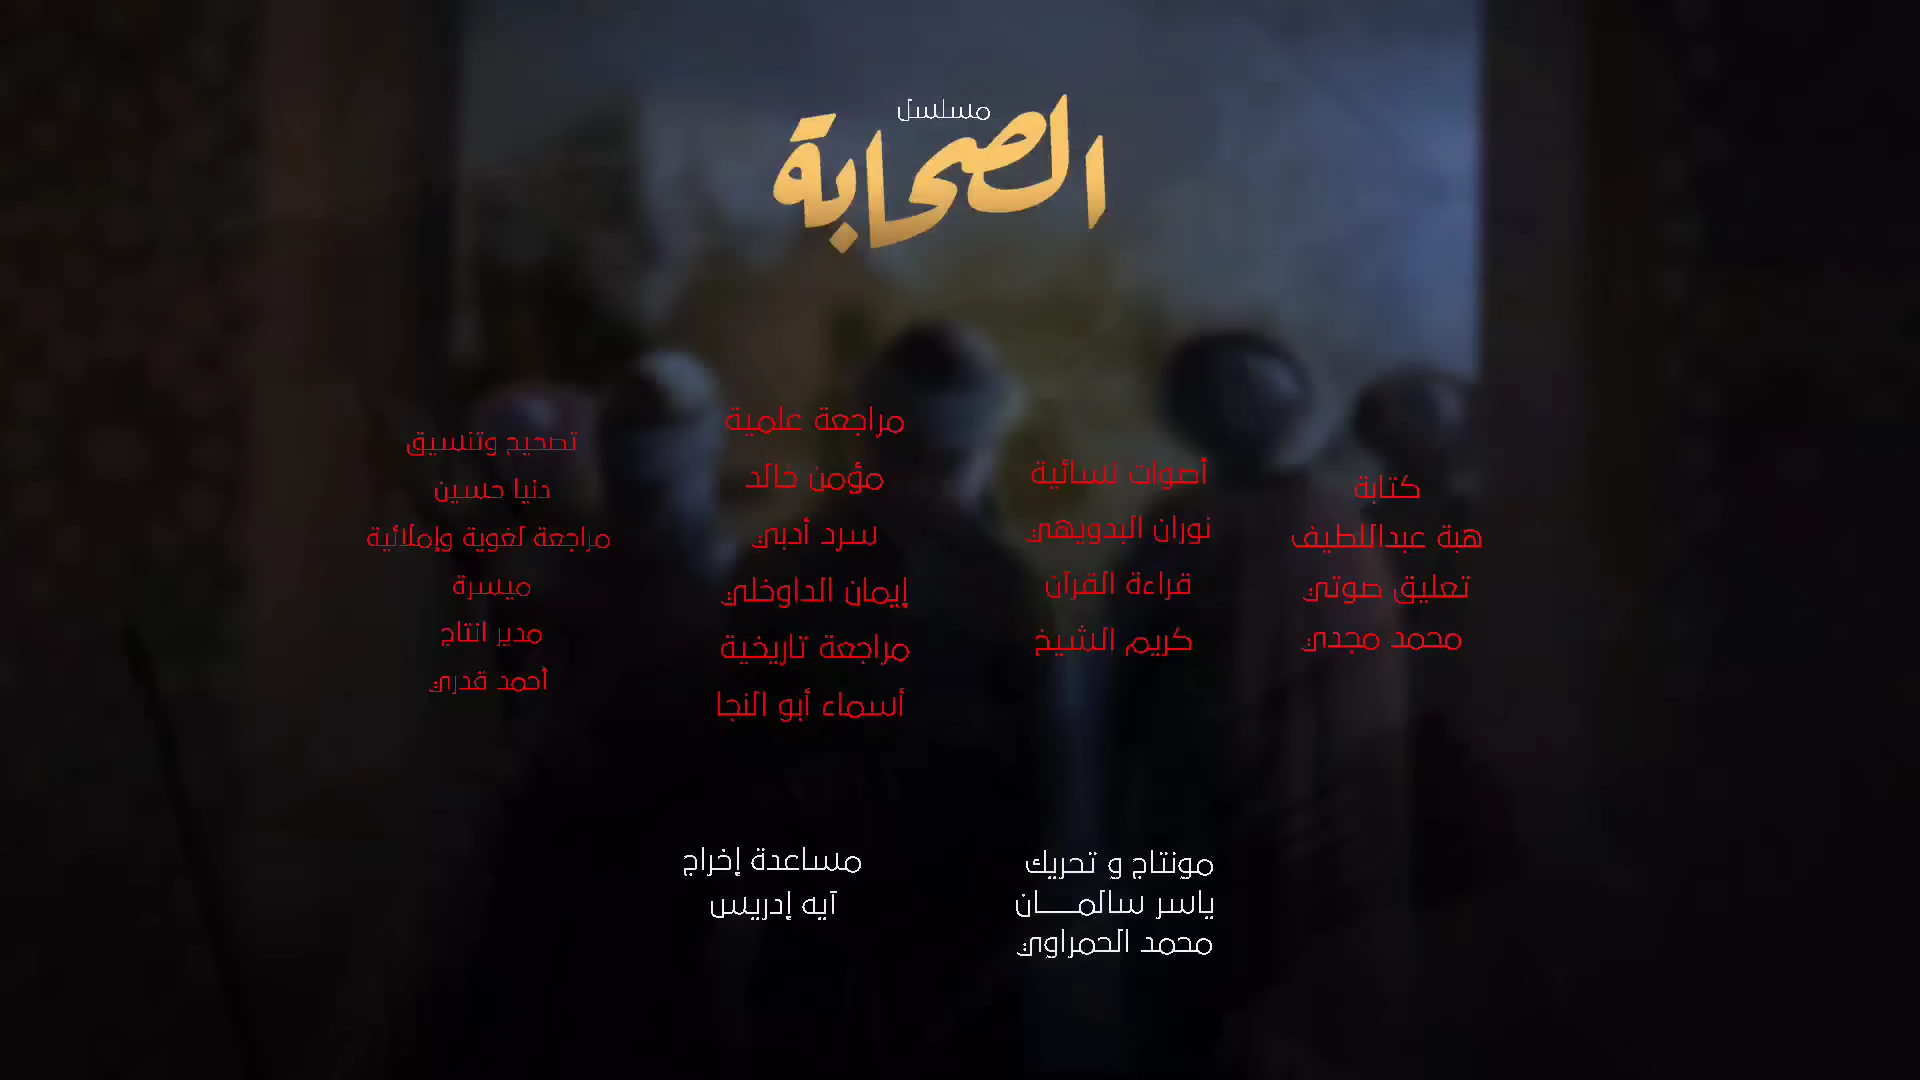 مسلسل
الصحابة
كتابة
هبة عبداللطيف
تعليق صوتي
محمد مجدي
أصوات نسائية
نوران البدويهي
قراءة القرآن
كريم الشيخ
مراجعة علمية
مؤمن خالد
سرد أدبي
إيمان الداوخلي
مراجعة تاريخية
أسماء أبو النجا
تصحيح وتنسيق
دنيا حسين
مراجعة لغوية وإملائية
ميسرة
مدير انتاج
أحمد قدري
مونتاج و تحريك
ياسر سالمـــــان
محمد الحمراوي
مساعدة إخراج
آيه إدريس